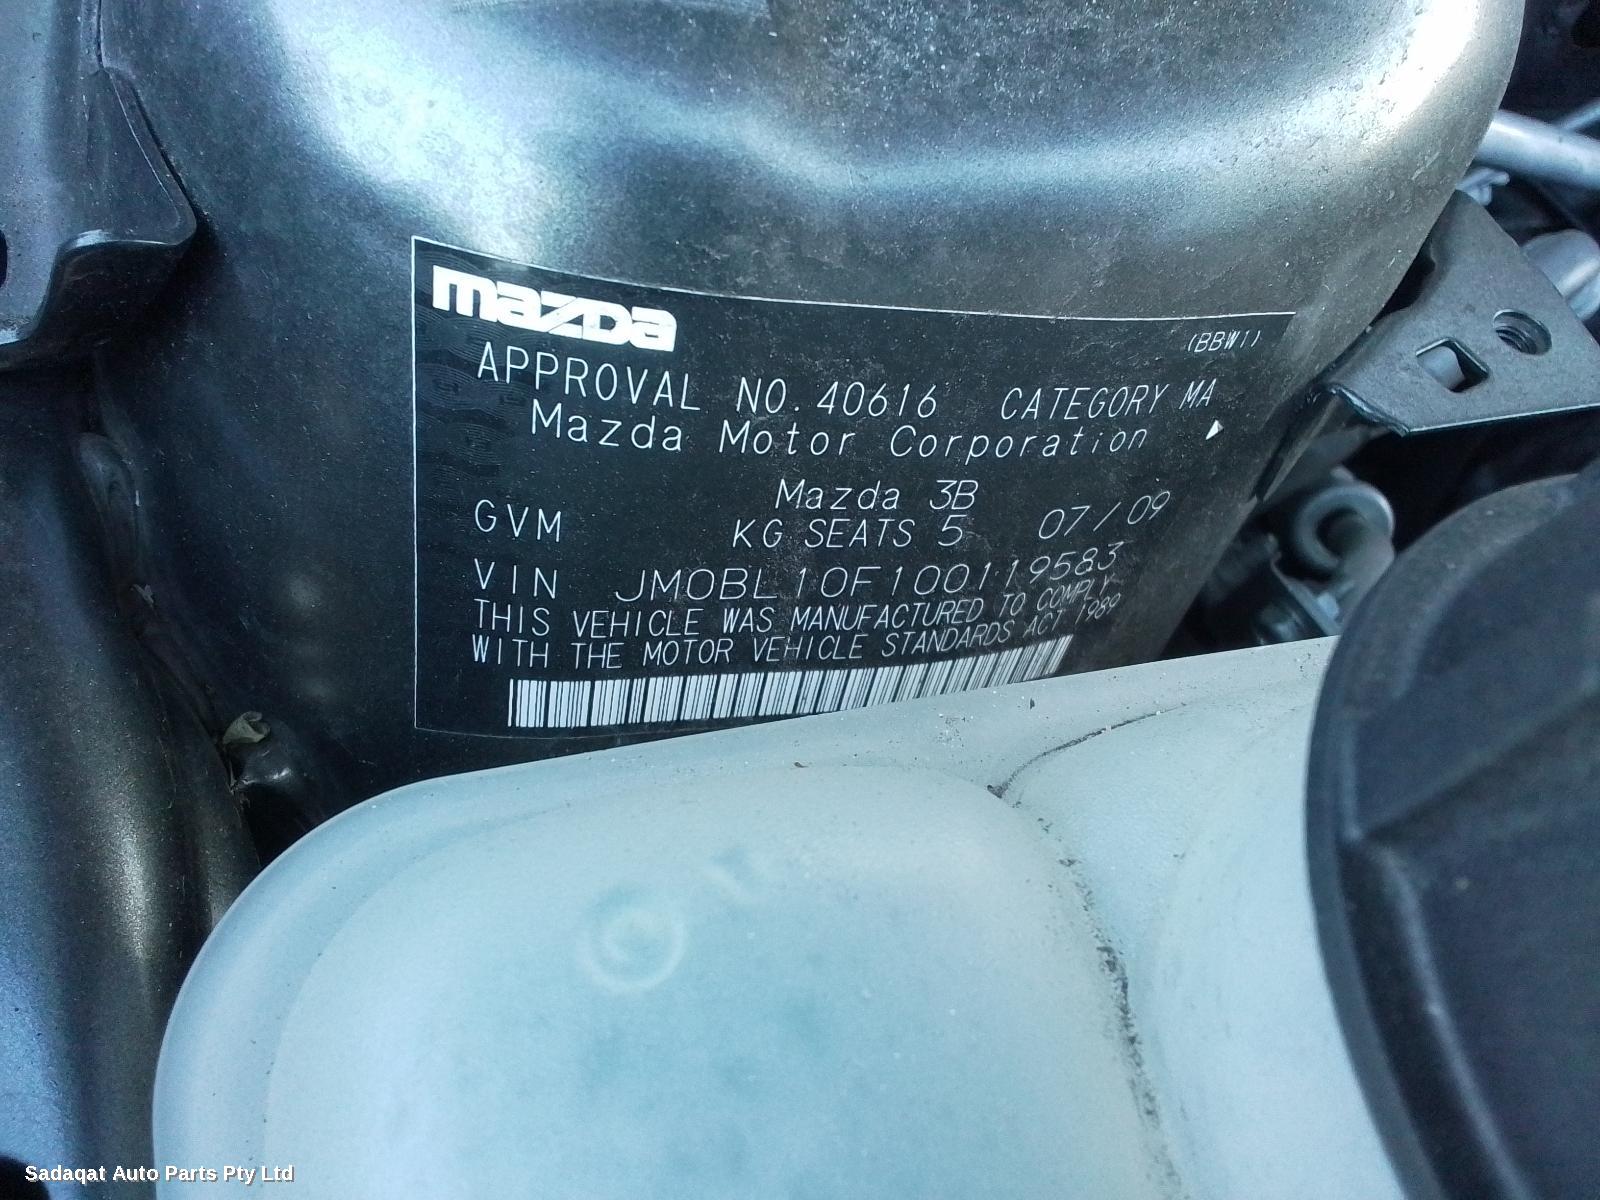 mazda
(BBW1)
APPROVAL NO. 40616 CATEGORY MA
Mazda Motor Corporation
Mazda 3B
GVM KG SEATS 5 07/09
VIN JM0BL10F100119583
THIS VEHICLE WAS MANUFACTURED TO COMPLY
WITH THE MOTOR VEHICLE STANDARDS ACT 1989
Sadaqat Auto Parts Pty Ltd